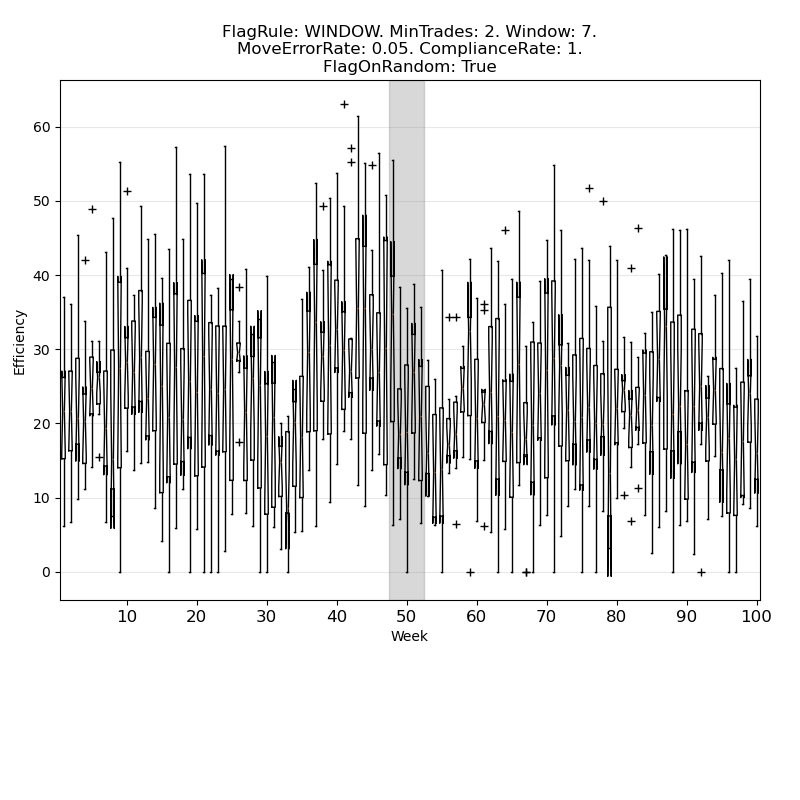 FlagRule: WINDOW. MinTrades: 2. Window: 7.
MoveErrorRate: 0.05. ComplianceRate: 1.
FlagOnRandom: True
Efficiency
60
50
40
30
20
10
0
10 20 30 40 50 60 70 80 90 100
Week